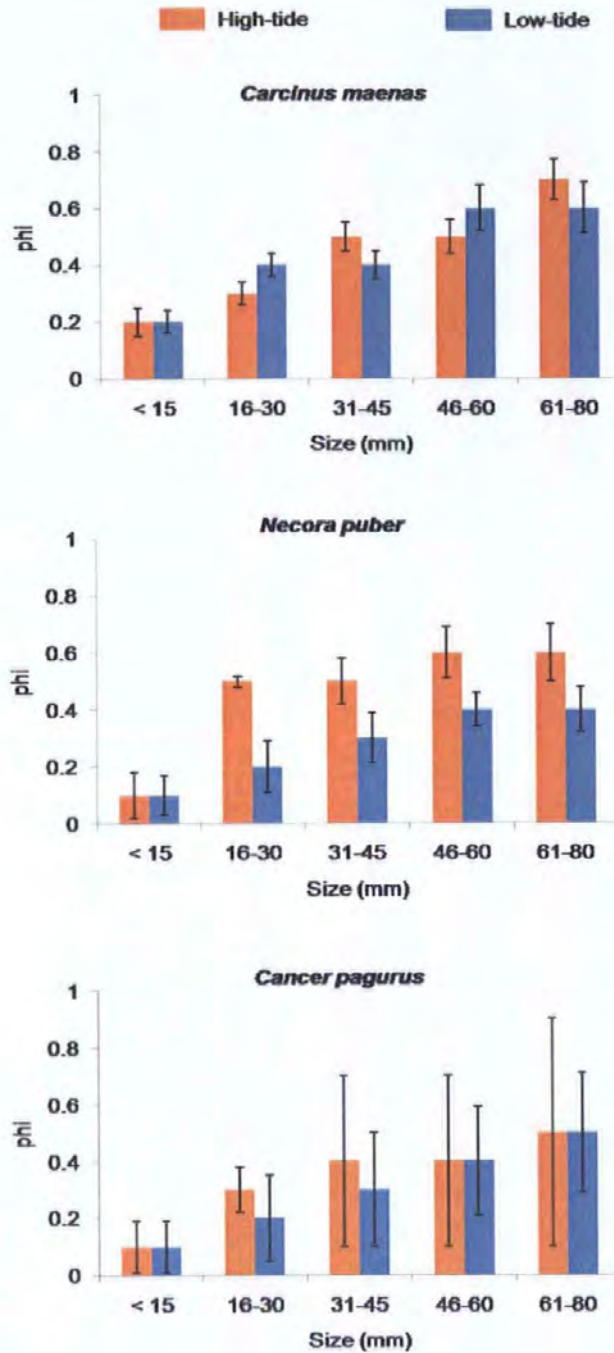 High-tide Low-tide
Carcinus maenas
1
0.8
0.6
0.4
0.2
0
phi
< 15 16-30 31-45 46-60 61-80
Size (mm)
Necora puber
1
0.8
0.6
0.4
0.2
0
phi
< 15 16-30 31-45 46-60 61-80
Size (mm)
Cancer pagurus
1
0.8
0.6
0.4
0.2
0
phi
< 15 16-30 31-45 46-60 61-80
Size (mm)